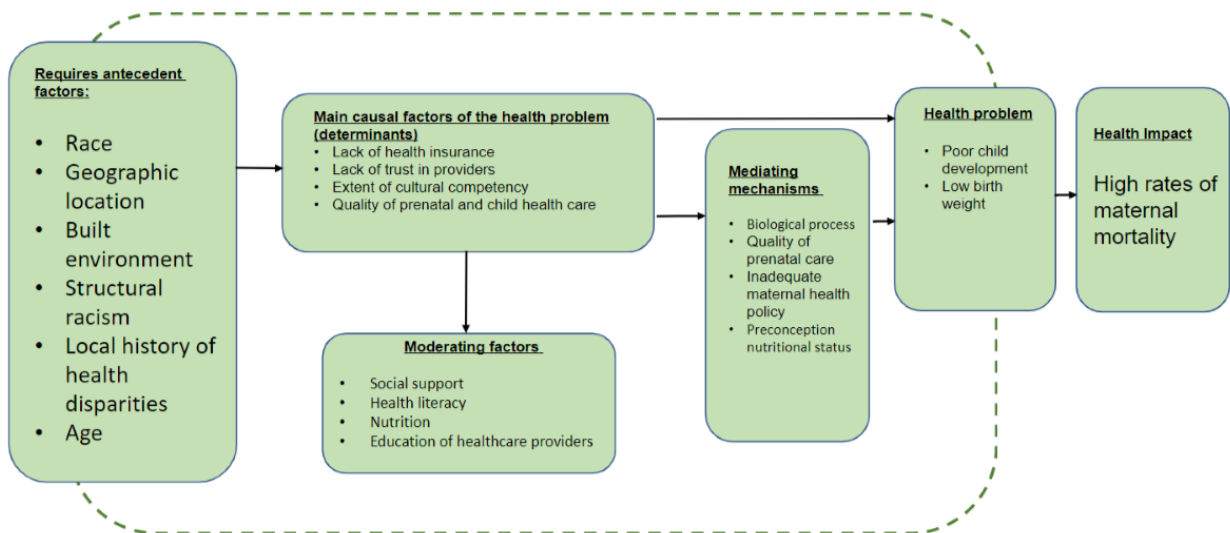 Requires antecedent
factors:
• Race
• Geographic
location
• Built
environment
• Structural
racism
• Local history of
health
disparities
• Age
Main causal factors of the health problem
(determinants)
• Lack of health insurance
• Lack of trust in providers
• Extent of cultural competency
• Quality of prenatal and child health care
Moderating factors
• Social support
• Health literacy
• Nutrition
• Education of healthcare providers
Mediating
mechanisms
• Biological process
• Quality of
prenatal care
• Inadequate
maternal health
policy
• Preconception
nutritional status
Health problem
• Poor child
development
• Low birth
weight
Health Impact
High rates of
maternal
mortality